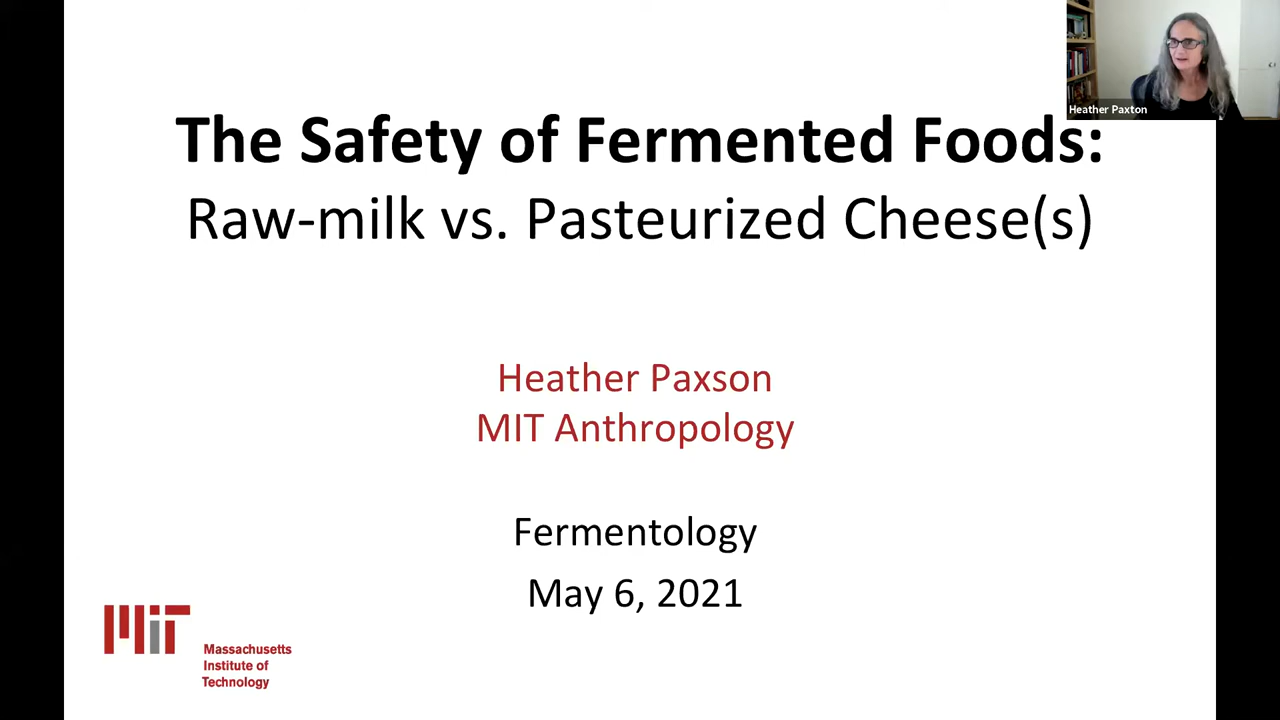 Heather Paxton
The Safety of Fermented Foods:
Raw-milk vs. Pasteurized Cheese(s)
Heather Paxson
MIT Anthropology
Fermentology
May 6, 2021
MiT
Massachusetts
Institute of
Technology